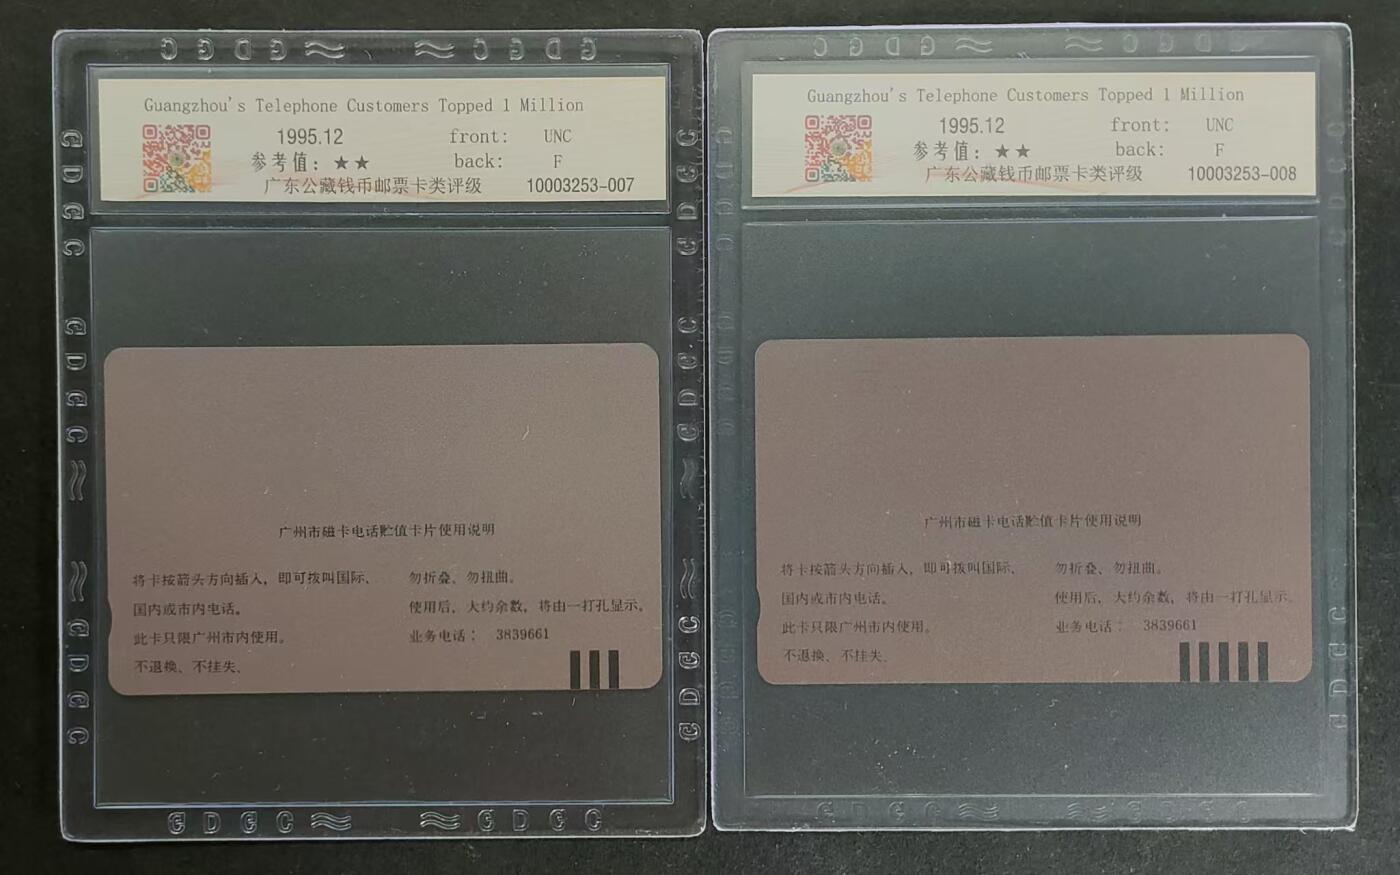 G D G C G D G C
Guangzhou's Telephone Customers Topped 1 Million
1995.12 front: UNC
参考值：★★ back: F
广东公藏钱币邮票卡类评级 10003253-007
广州市磁卡电话贮值卡片使用说明
将卡按箭头方向插入，即可拨叫国际、
国内或市内电话。
此卡只限广州市内使用。
不退换、不挂失、
勿折叠、勿扭曲。
使用后，大约余数，将由一打孔显示。
业务电话： 3839661
G D G C G D G C
G D G C G D G C
Guangzhou's Telephone Customers Topped 1 Million
1995.12 front: UNC
参考值：★★ back: F
广东公藏钱币邮票卡类评级 10003253-008
广州市磁卡电话贮值卡片使用说明
将卡按箭头方向插入，即可拨叫国际、
国内或市内电话。
此卡只限广州市内使用。
不退换、不挂失、
勿折叠、勿扭曲。
使用后，大约余数，将由一打孔显示。
业务电话： 3839661
G D G C G D G C